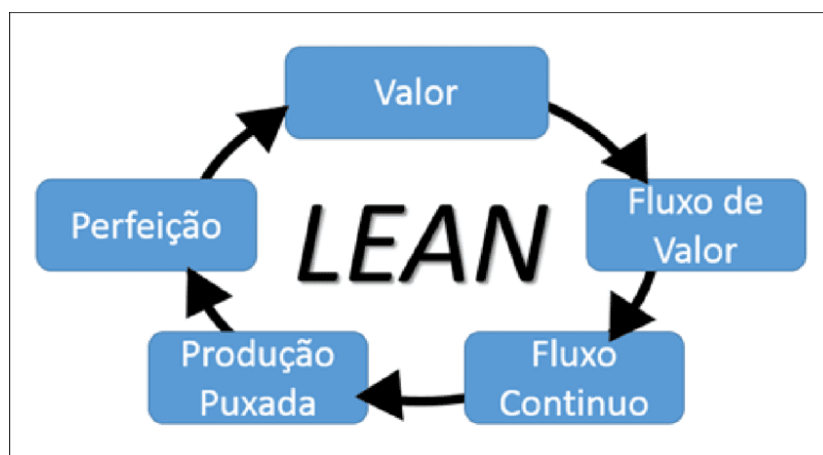 Valor
Fluxo de
Valor
Fluxo
Continuo
Produção
Puxada
Perfeição
LEAN